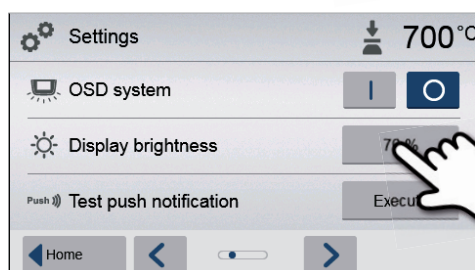 Settings
700°C
OSD system
Display brightness
Push Test push notification
Home